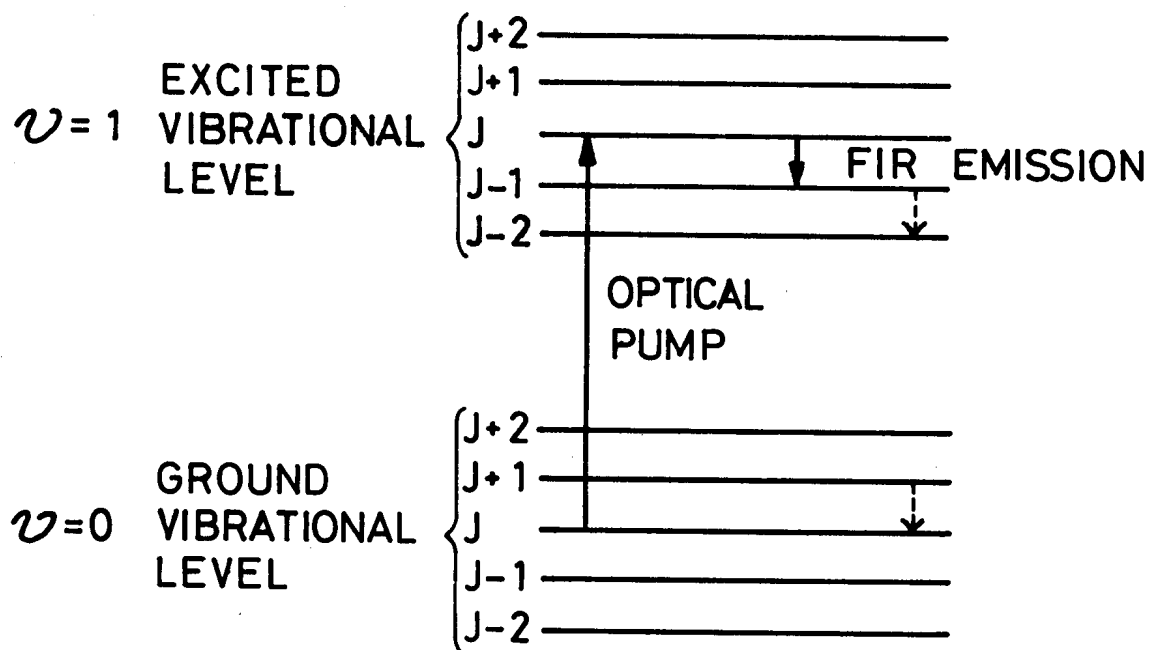 J+2
J+1
J
J-1
J-2
EXCITED
𝓋=1 VIBRATIONAL
LEVEL
FIR EMISSION
OPTICAL
PUMP
J+2
J+1
J
J-1
J-2
GROUND
𝓋=0 VIBRATIONAL
LEVEL